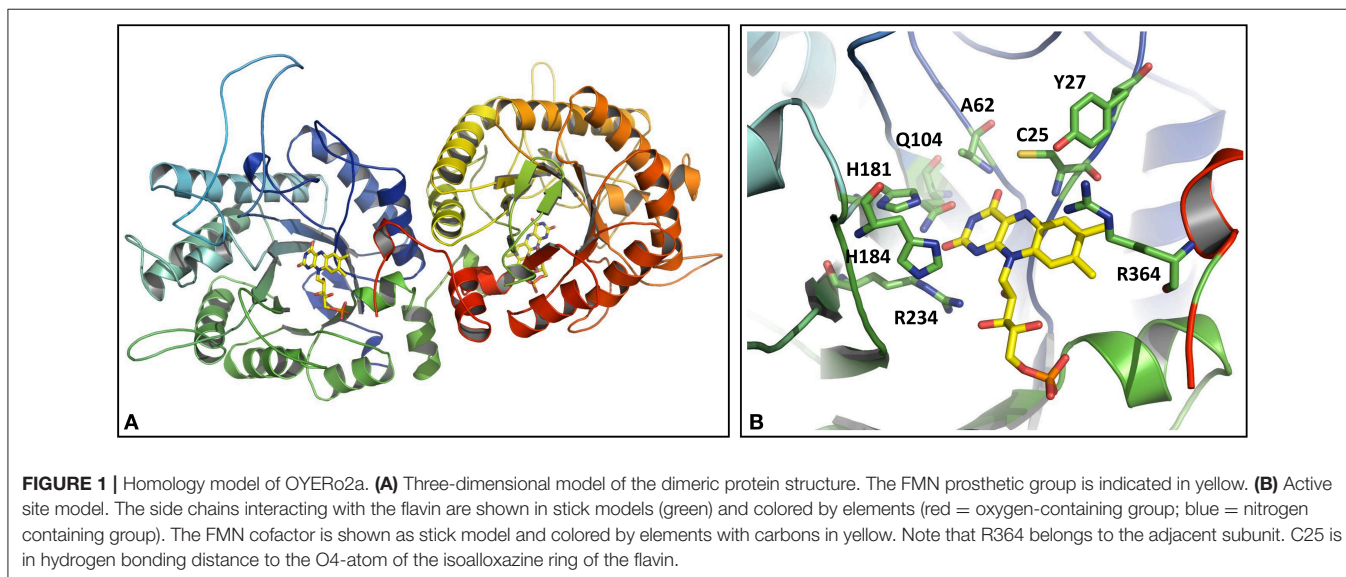 A
B
Y27
A62
C25
Q104
H181
H184
R364
R234
FIGURE 1 | Homology model of OYERo2a. (A) Three-dimensional model of the dimeric protein structure. The FMN prosthetic group is indicated in yellow. (B) Active
site model. The side chains interacting with the flavin are shown in stick models (green) and colored by elements (red = oxygen-containing group; blue = nitrogen
containing group). The FMN cofactor is shown as stick model and colored by elements with carbons in yellow. Note that R364 belongs to the adjacent subunit. C25 is
in hydrogen bonding distance to the O4-atom of the isoalloxazine ring of the flavin.